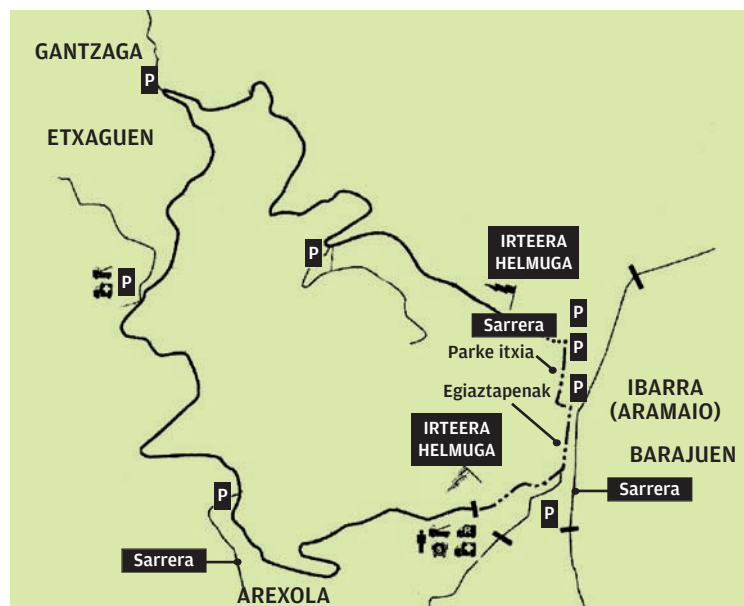 GANTZAGA
P
ETXAGUEN
IRTEERA
HELMUGA
P
P
P
Sarrera
P
Parke itxia
P
Egiaztapenak
IBARRA
(ARAMAIO)
IRTEERA
HELMUGA
BARAJUEN
Sarrera
P
P
Sarrera
AREXOLA